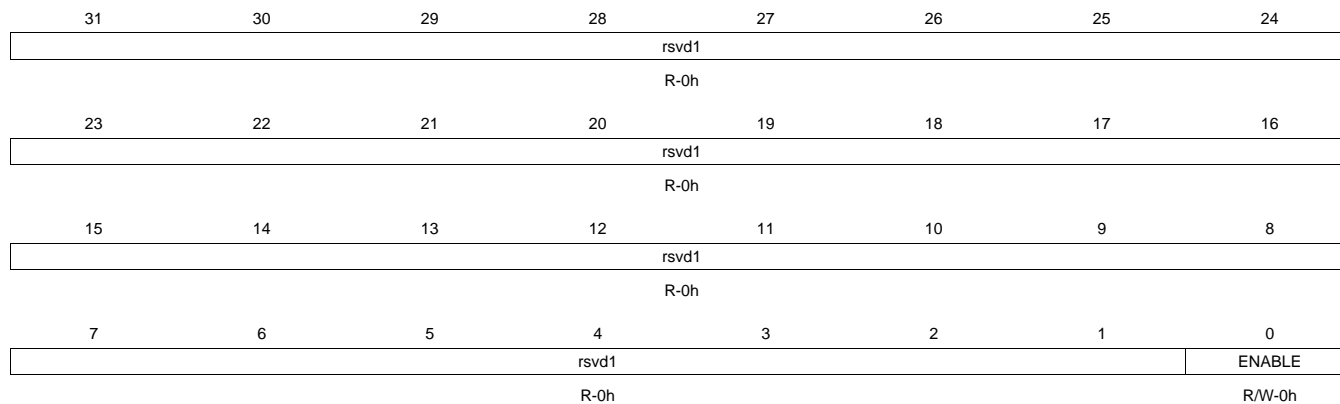 31 30 29 28 27 26 25 24
rsvd1
R-0h
23 22 21 20 19 18 17 16
rsvd1
R-0h
15 14 13 12 11 10 9 8
rsvd1
R-0h
7 6 5 4 3 2 1 0
rsvd1 ENABLE
R-0h R/W-0h